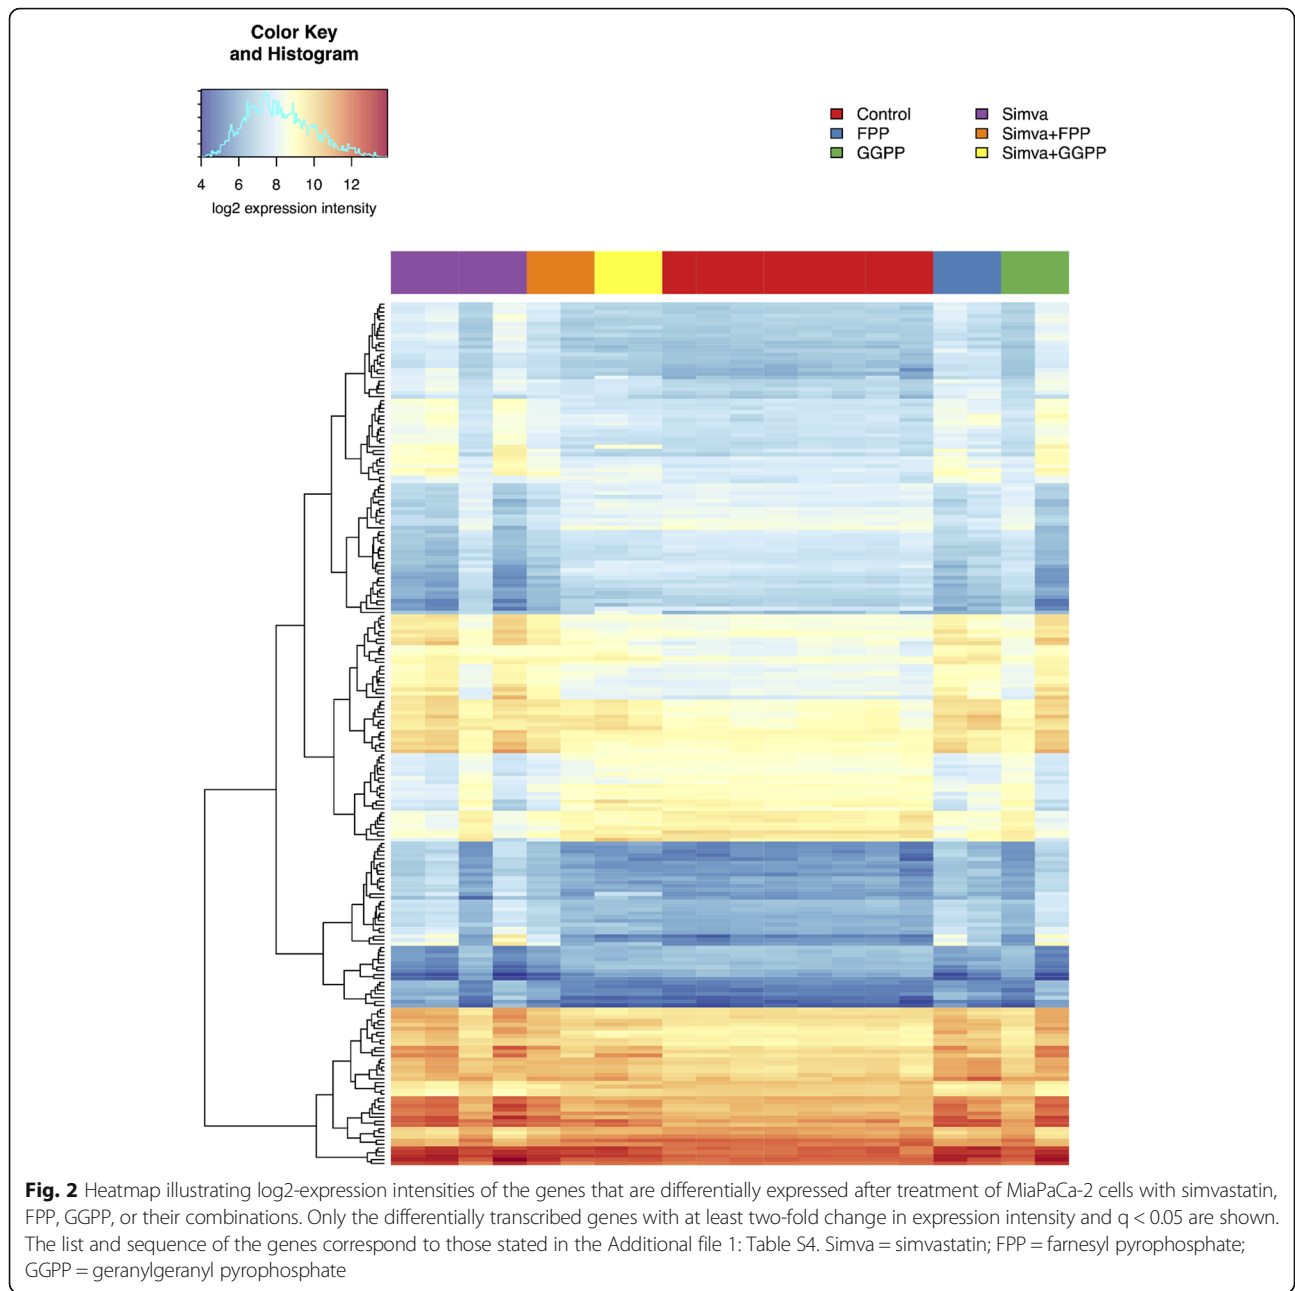 Color Key
and Histogram
4 6 8 10 12
log2 expression intensity
Control
FPP
GGPP
Simva
Simva+FPP
Simva+GGPP
Fig. 2 Heatmap illustrating log2-expression intensities of the genes that are differentially expressed after treatment of MiaPaCa-2 cells with simvastatin,
FPP, GGPP, or their combinations. Only the differentially transcribed genes with at least two-fold change in expression intensity and q < 0.05 are shown.
The list and sequence of the genes correspond to those stated in the Additional file 1: Table S4. Simva = simvastatin; FPP = farnesyl pyrophosphate;
GGPP = geranylgeranyl pyrophosphate